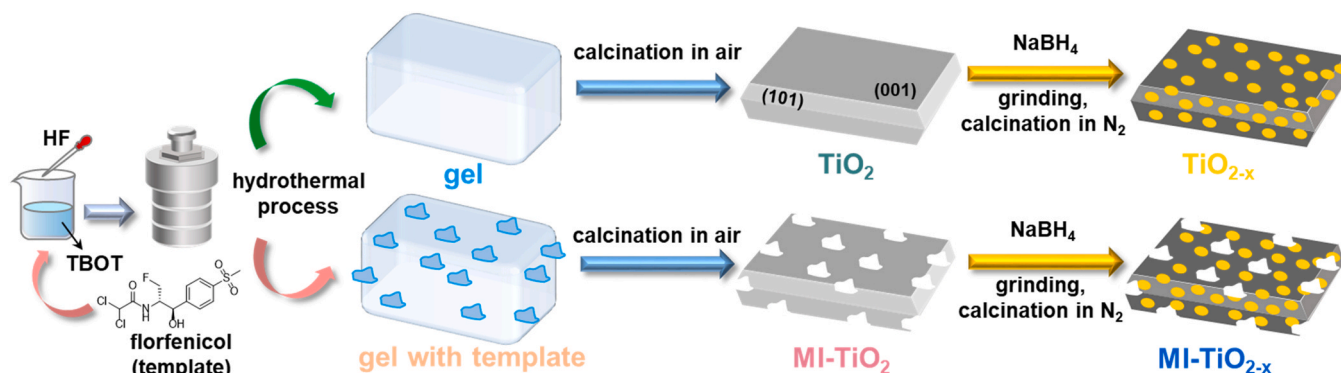 HF
TBOT
F
O
O
S
O
Cl
Cl
N
H
OH
florfenicol
(template)
hydrothermal
process
gel
calcination in air
(101)
(001)
TiO₂
NaBH₄
grinding,
calcination in N₂
TiO₂₋ₓ
gel with template
calcination in air
MI-TiO₂
NaBH₄
grinding,
calcination in N₂
MI-TiO₂₋ₓ